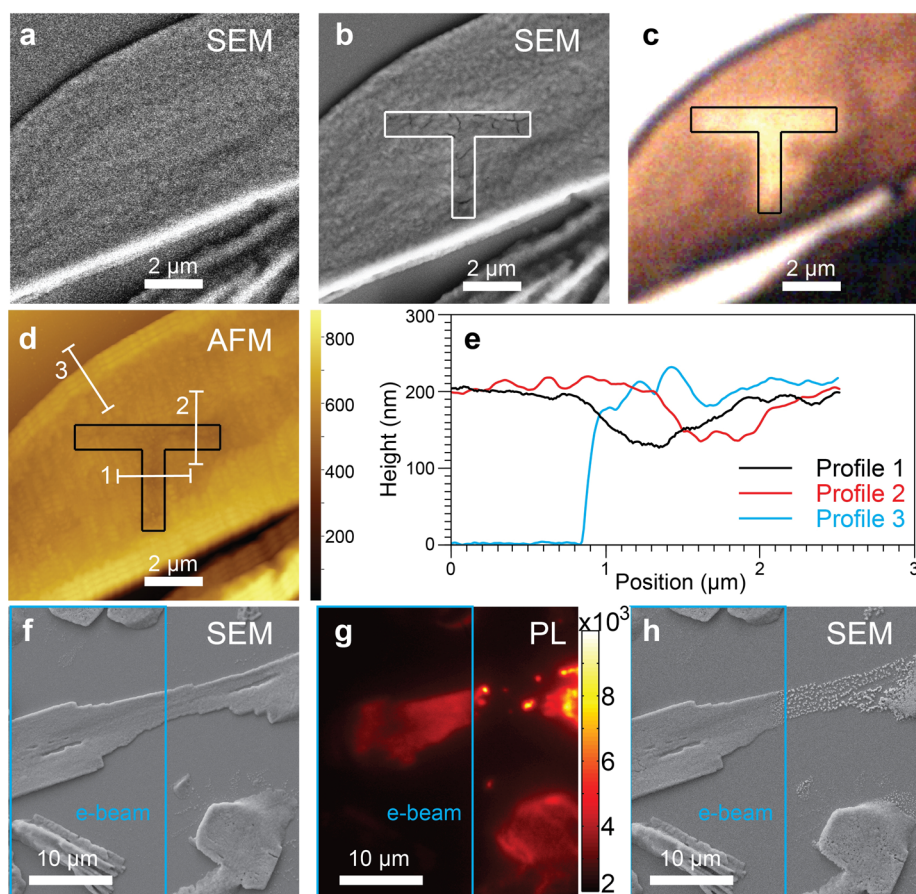 a SEM
2 µm
b SEM
2 µm
c
2 µm
d AFM
3
2
1
2 µm
800
600
400
200
e
300
200
100
0
Height (nm)
Profile 1
Profile 2
Profile 3
0 1 2 3
Position (µm)
f SEM
e-beam
10 µm
g PL
e-beam
10 µm
x10³
10
8
6
4
2
h SEM
e-beam
10 µm